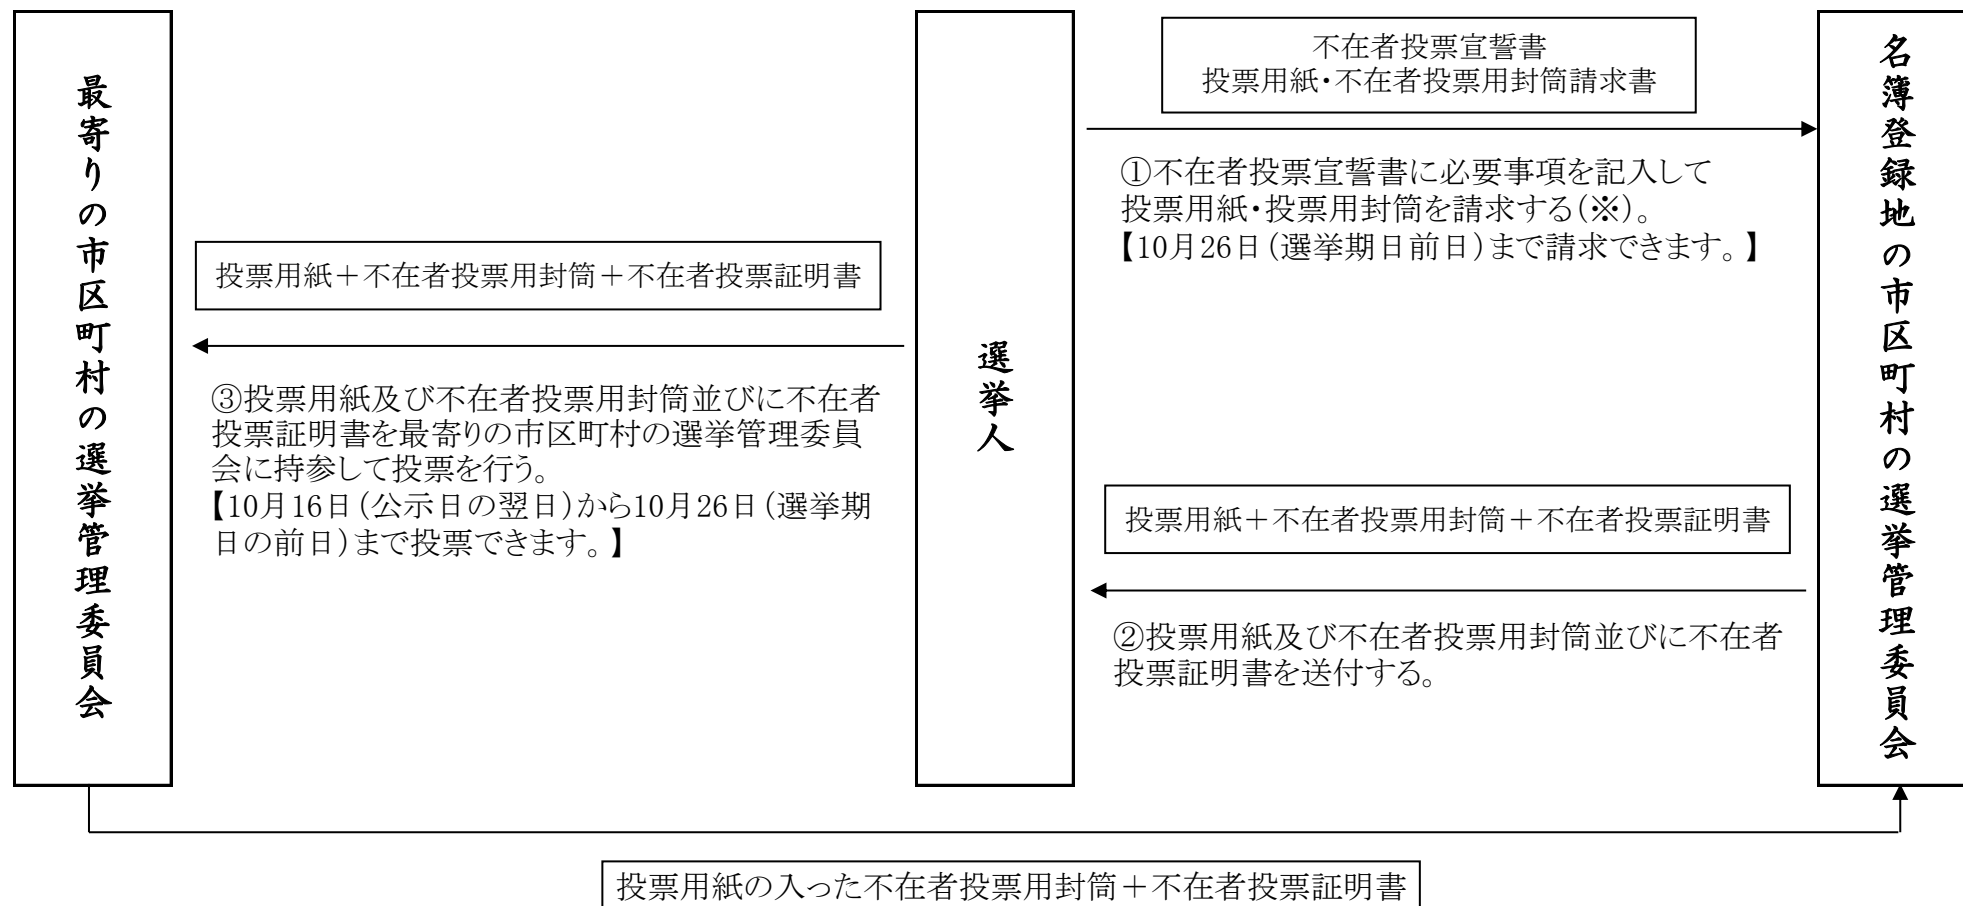 最寄りの市区町村の選挙管理委員会
選挙人
名簿登録地の市区町村の選挙管理委員会
不在者投票宣誓書
投票用紙・不在者投票用封筒請求書
①不在者投票宣誓書に必要事項を記入して
投票用紙・投票用封筒を請求する(※)。
【10月26日(選挙期日前日)まで請求できます。】
投票用紙+不在者投票用封筒+不在者投票証明書
②投票用紙及び不在者投票用封筒並びに不在者
投票証明書を送付する。
投票用紙+不在者投票用封筒+不在者投票証明書
③投票用紙及び不在者投票用封筒並びに不在者
投票証明書を最寄りの市区町村の選挙管理委員
会に持参して投票を行う。
【10月16日(公示日の翌日)から10月26日(選挙期
日の前日)まで投票できます。】
投票用紙の入った不在者投票用封筒+不在者投票証明書